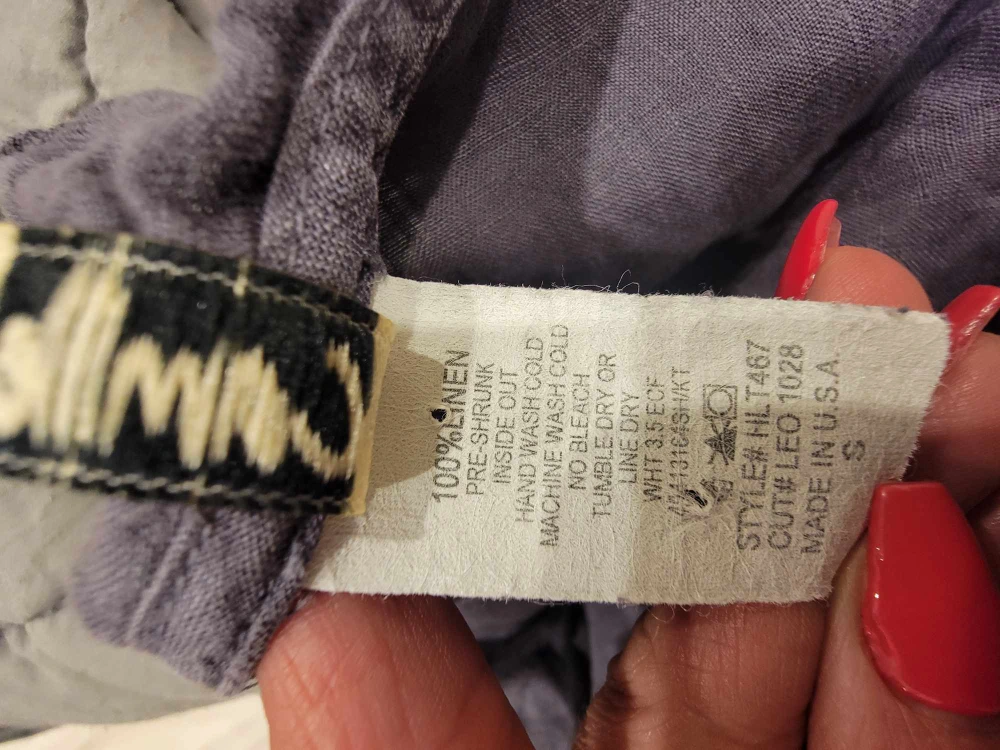 100% LINEN
PRE-SHRUNK
INSIDE OUT
HAND WASH COLD
MACHINE WASH COLD
NO BLEACH
TUMBLE DRY OR
LINE DRY
WHT 3.5 ECF
STYLE# HLT467
CUT# LEO 1028
MADE IN U.S.A.
S